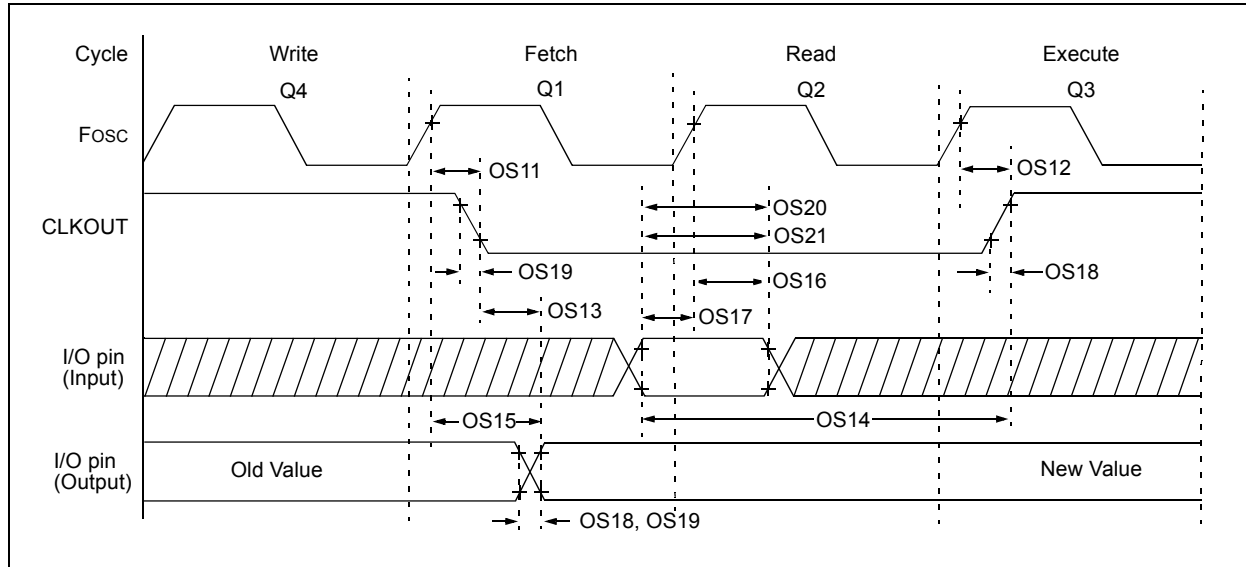 Cycle Write Fetch Read Execute
Q4 Q1 Q2 Q3
FOSC
OS11 OS12
CLKOUT
OS20
OS21
OS19 OS16 OS18
OS13 OS17
I/O pin
(Input)
OS15 OS14
I/O pin
(Output)
Old Value New Value
OS18, OS19